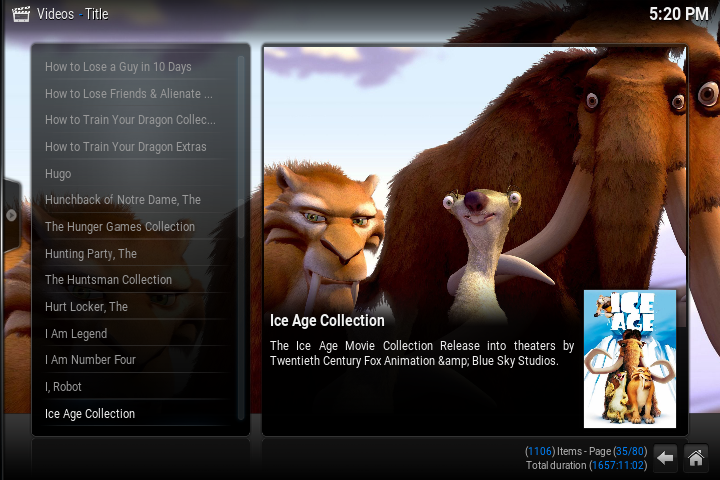 Videos - Title
5:20 PM
How to Lose a Guy in 10 Days
How to Lose Friends & Alienate ...
How to Train Your Dragon Collec...
How to Train Your Dragon Extras
Hugo
Hunchback of Notre Dame, The
The Hunger Games Collection
Hunting Party, The
The Huntsman Collection
Hurt Locker, The
I Am Legend
I Am Number Four
I, Robot
Ice Age Collection
Ice Age Collection
The Ice Age Movie Collection Release into theaters by
Twentieth Century Fox Animation &amp; Blue Sky Studios.
ICE
AGE
(1106) Items - Page (35/80)
Total duration (1657:11:02)